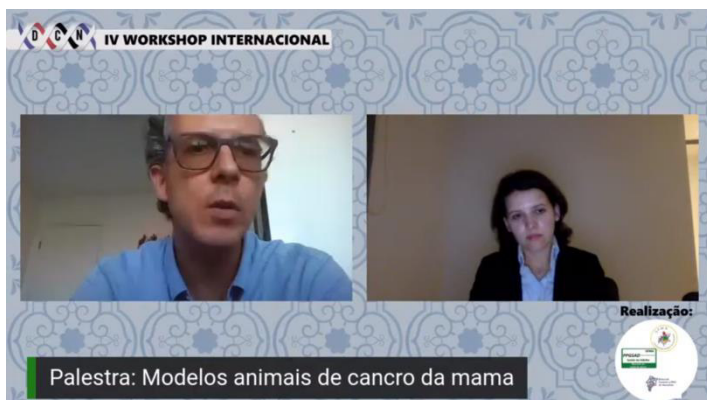 DCN
IV WORKSHOP INTERNACIONAL
Realização:
Palestra: Modelos animais de cancro da mama